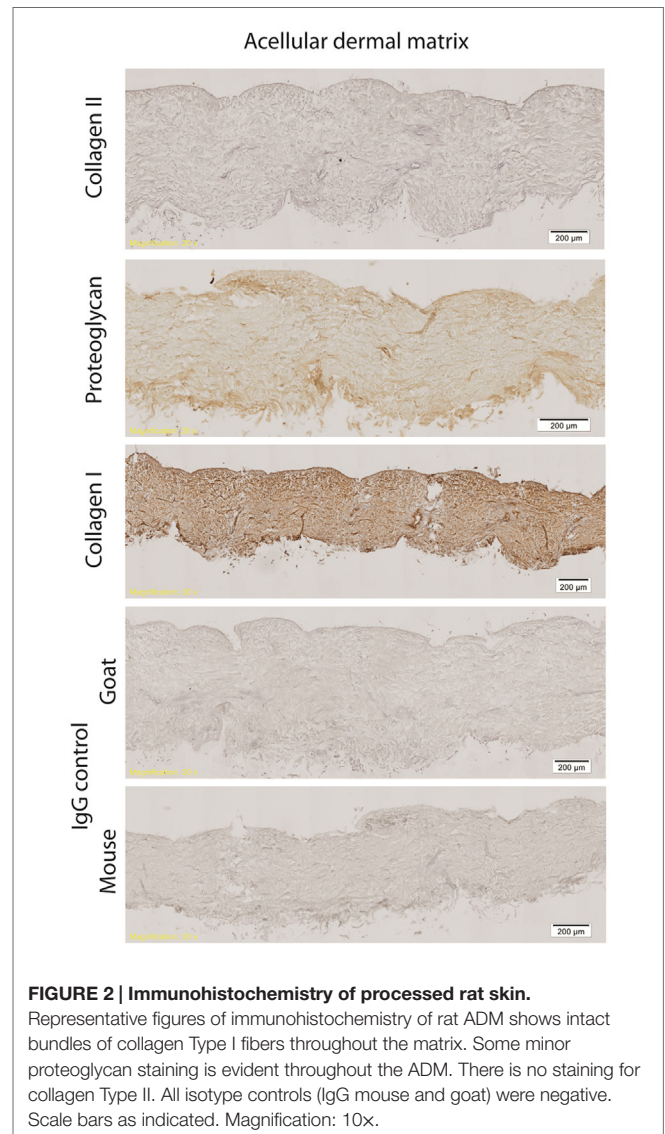 Acellular dermal matrix
Collagen II
200 µm
Proteoglycan
200 µm
Collagen I
200 µm
IgG control
Goat
200 µm
Mouse
200 µm
FIGURE 2 | Immunohistochemistry of processed rat skin.
Representative figures of immunohistochemistry of rat ADM shows intact
bundles of collagen Type I fibers throughout the matrix. Some minor
proteoglycan staining is evident throughout the ADM. There is no staining for
collagen Type II. All isotype controls (IgG mouse and goat) were negative.
Scale bars as indicated. Magnification: 10×.